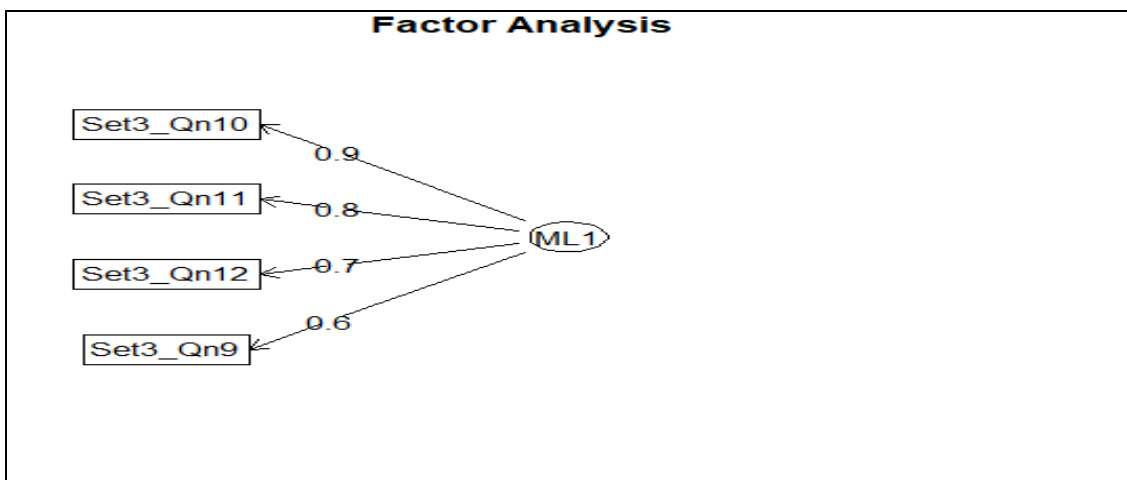 Factor Analysis
Set3_Qn10
0.9
Set3_Qn11
0.8
ML1
Set3_Qn12
0.7
Set3_Qn9
0.6